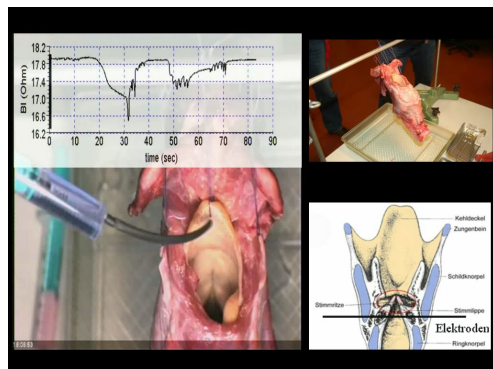 18.2
17.8
17.4
17.0
16.6
16.2
BI (Ohm)
0 10 20 30 40 50 60 70 80 90
time (sec)
Kehldeckel
Zungenbein
Schildknorpel
Stimmritze
Stimmlippe
Elektroden
Ringknorpel